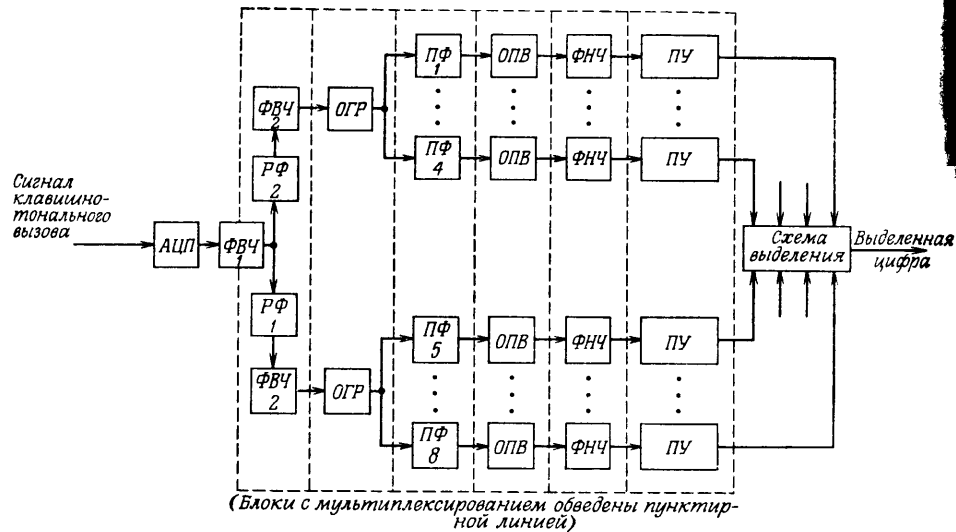 ПФ 1
ОПВ
ФНЧ
ПУ
ФВЧ 2
ОГР
ПФ 4
ОПВ
ФНЧ
ПУ
РФ 2
Сигнал
клавишно-
тонального
вызова
АЦП
ФВЧ 1
Схема
выделения
Выделенная
цифра
РФ 1
ПФ 5
ОПВ
ФНЧ
ПУ
ФВЧ 2
ОГР
ПФ 8
ОПВ
ФНЧ
ПУ
(Блоки с мультиплексированием обведены пунктир-
ной линией)